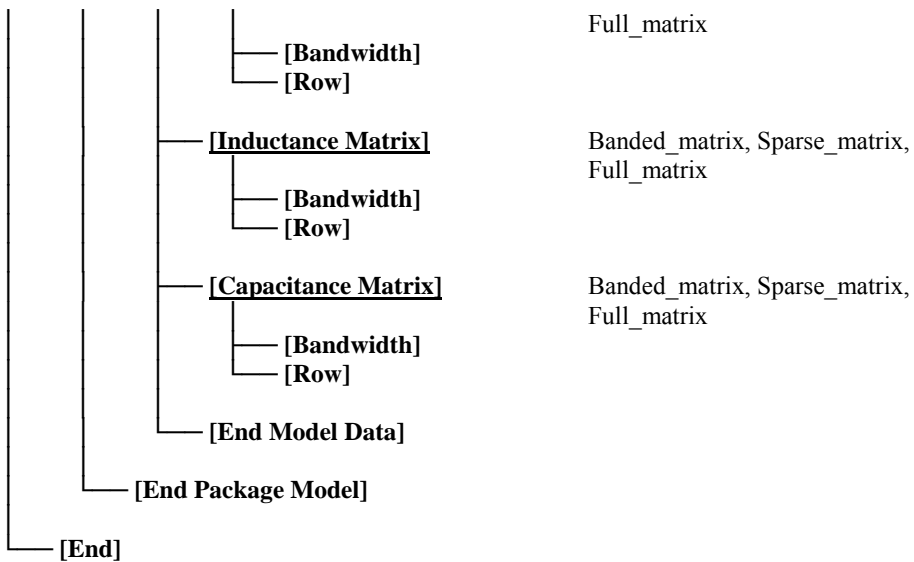 Full_matrix
[Bandwidth]
[Row]
[Inductance Matrix] Banded_matrix, Sparse_matrix,
Full_matrix
[Bandwidth]
[Row]
[Capacitance Matrix] Banded_matrix, Sparse_matrix,
Full_matrix
[Bandwidth]
[Row]
[End Model Data]
[End Package Model]
[End]